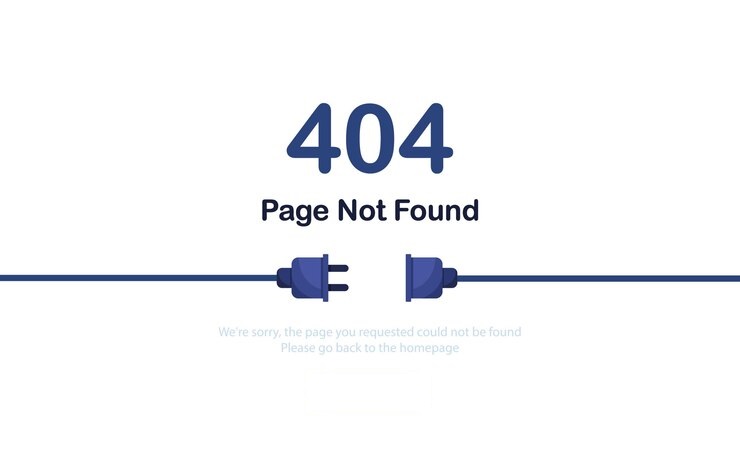 404
Page Not Found
We're sorry, the page you requested could not be found
Please go back to the homepage